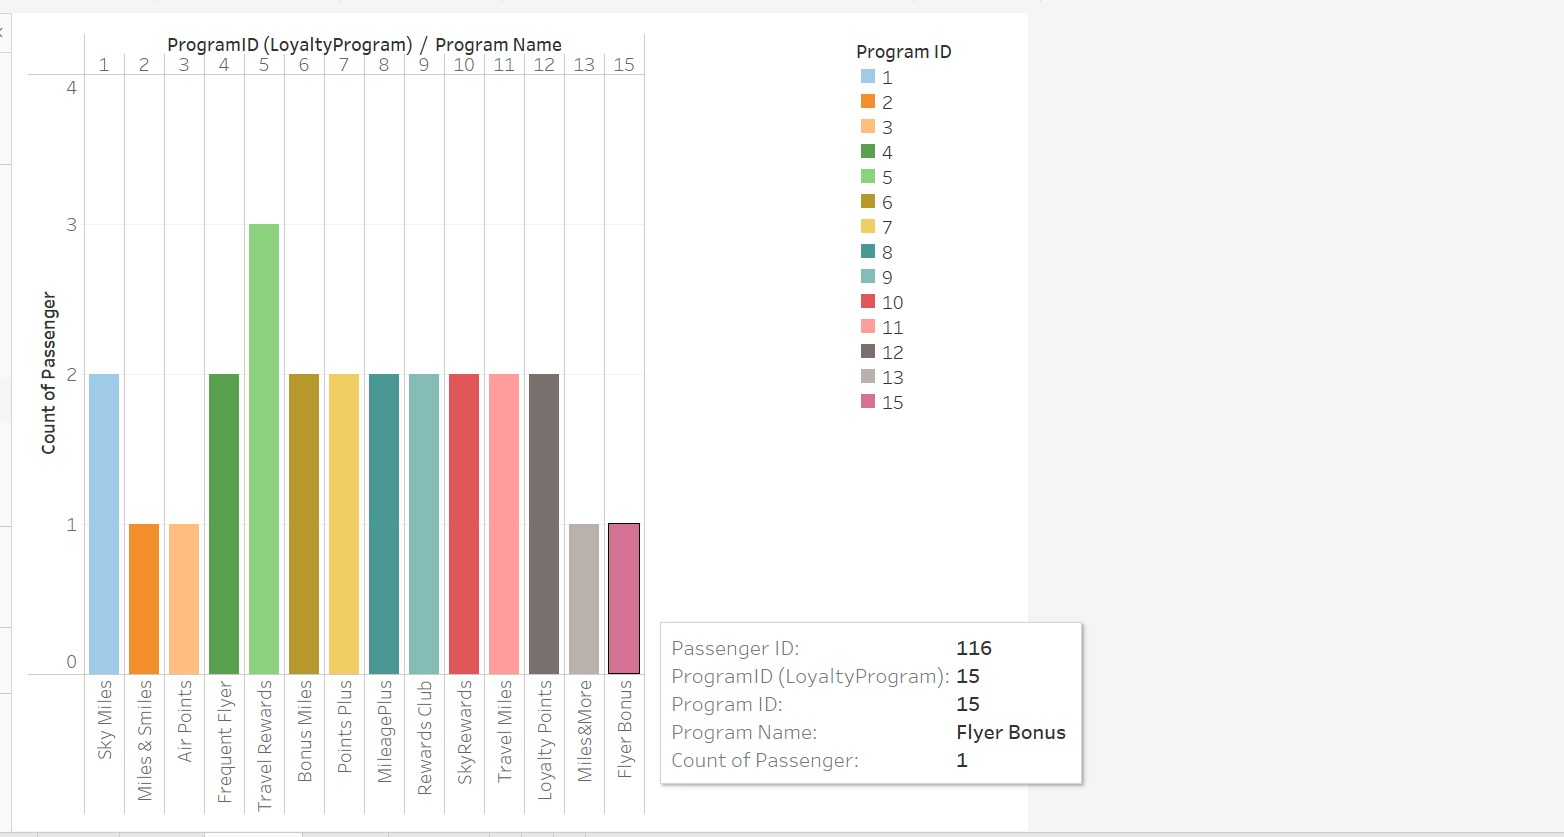 ProgramID (LoyaltyProgram) / Program Name
1 2 3 4 5 6 7 8 9 10 11 12 13 15
4
3
2
1
0
Count of Passenger
Sky Miles
Miles & Smiles
Air Points
Frequent Flyer
Travel Rewards
Bonus Miles
Points Plus
MileagePlus
Rewards Club
SkyRewards
Travel Miles
Loyalty Points
Miles&More
Flyer Bonus
Program ID
1
2
3
4
5
6
7
8
9
10
11
12
13
15
Passenger ID: 116
ProgramID (LoyaltyProgram): 15
Program ID: 15
Program Name: Flyer Bonus
Count of Passenger: 1